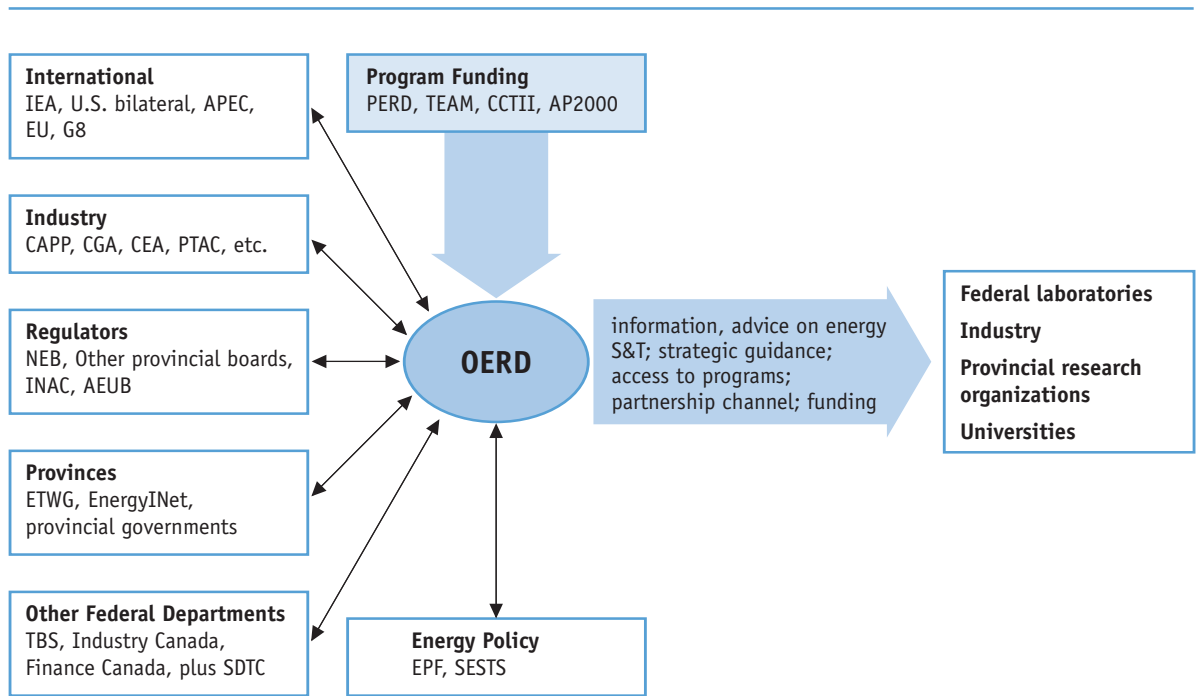 International
IEA, U.S. bilateral, APEC,
EU, G8
Program Funding
PERD, TEAM, CCTII, AP2000
Industry
CAPP, CGA, CEA, PTAC, etc.
Regulators
NEB, Other provincial boards,
INAC, AEUB
OERD
information, advice on energy
S&T; strategic guidance;
access to programs;
partnership channel; funding
Federal laboratories
Industry
Provincial research
organizations
Universities
Provinces
ETWG, EnergyINet,
provincial governments
Other Federal Departments
TBS, Industry Canada,
Finance Canada, plus SDTC
Energy Policy
EPF, SESTS